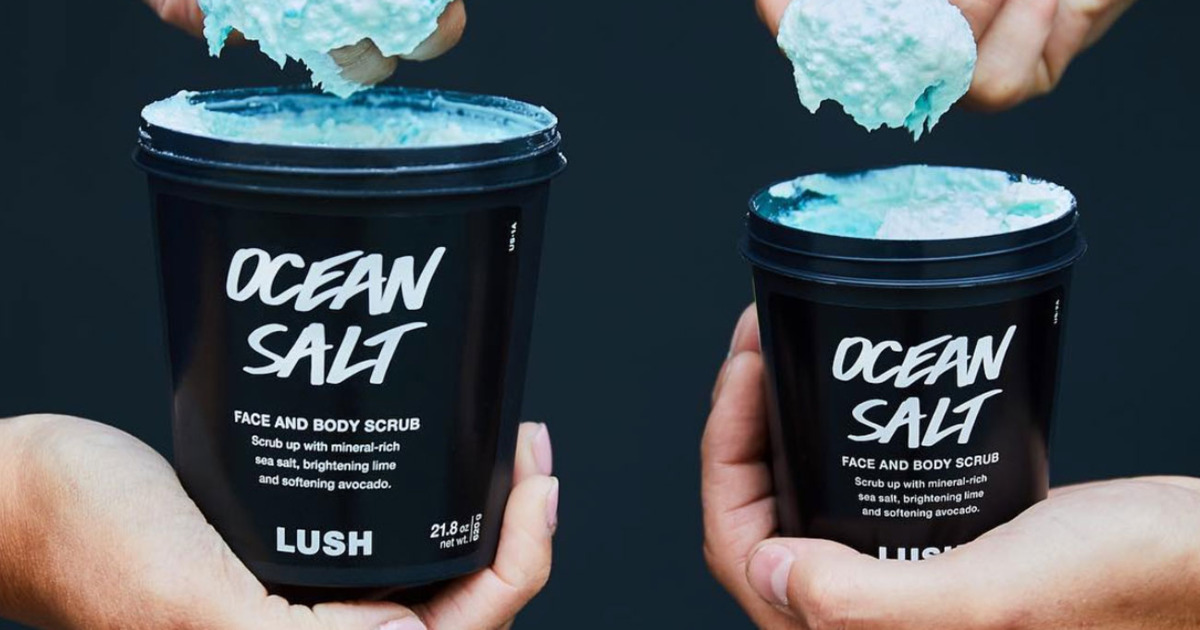 OCEAN
SALT
FACE AND BODY SCRUB
Scrub up with mineral-rich
sea salt, brightening lime
and softening avocado.
LUSH
21.8 oz
net wt.
620 g
OCEAN
SALT
FACE AND BODY SCRUB
Scrub up with mineral-rich
sea salt, brightening lime
and softening avocado.
LUSH